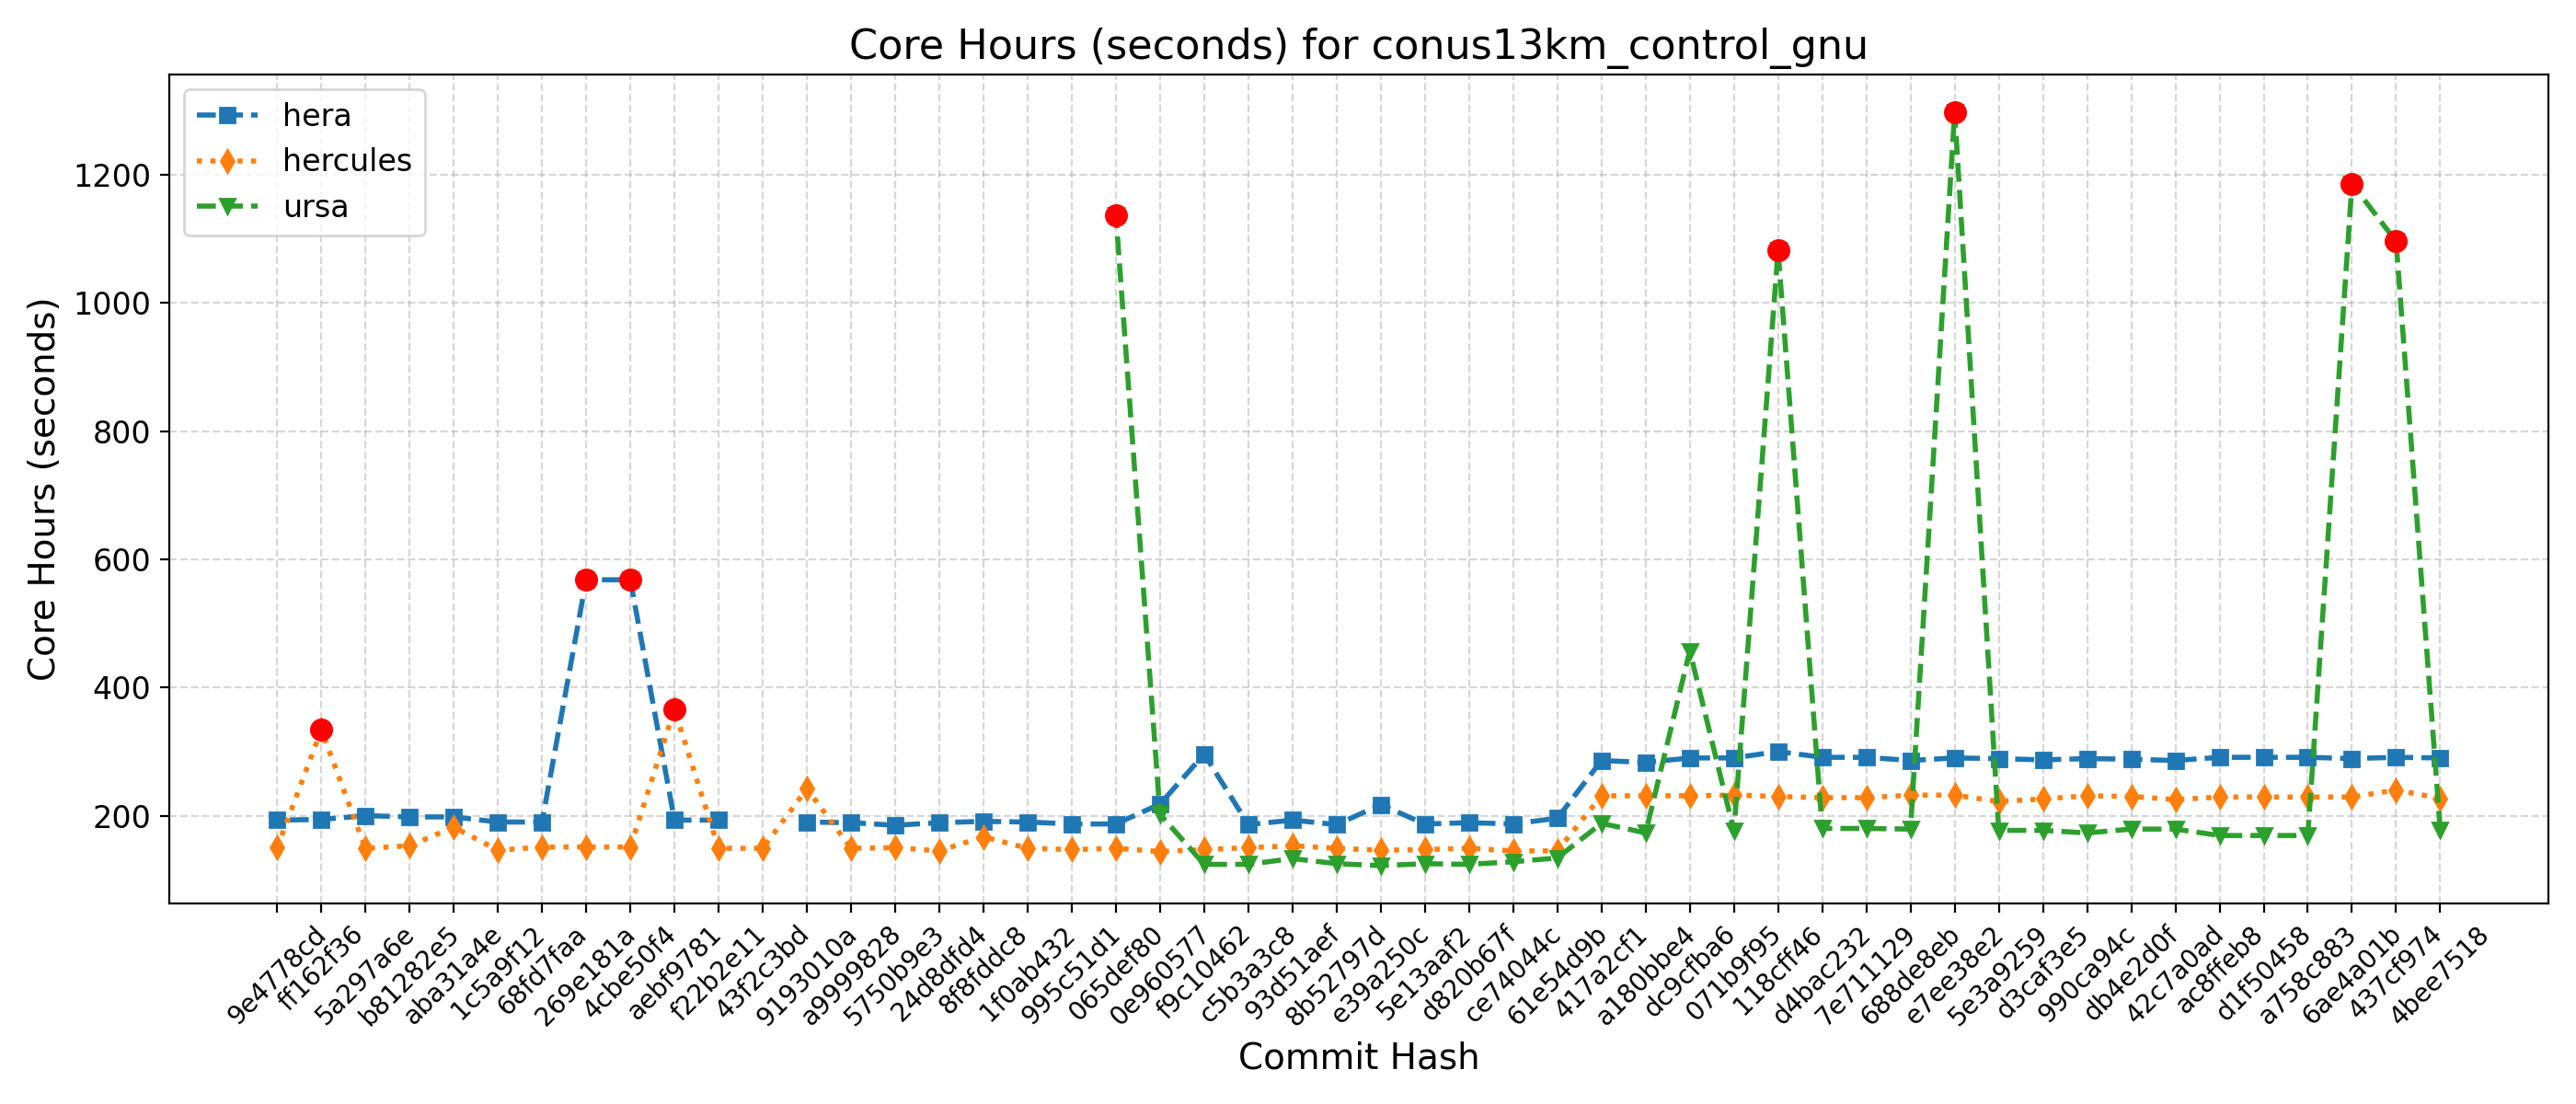 Core Hours (seconds) for conus13km_control_gnu
hera
hercules
ursa
Core Hours (seconds)
1200
1000
800
600
400
200
9e4778cd
ff162f36
5a297a6e
b81282e5
aba31a4e
1c5a9f12
68fd7faa
269e181a
4cbe50f4
aebf9781
f22b2e11
43f2c3bd
9193010a
a9999828
5750b9e3
24d8dfd4
8f8fddc8
1f0ab432
995c51d1
065def80
0e960577
f9c10462
c5b3a3c8
93d51aef
8b52797d
e39a250c
5e13aaf2
d820b67f
ce74044c
61e54d9b
417a2cf1
a180bbe4
dc9cfba6
071b9f95
118cff46
d4bac232
7e711129
688de8eb
e7ee38e2
5e3a9259
d3caf3e5
990ca94c
db4e2d0f
42c7a0ad
ac8ffeb8
d1f50458
a758c883
6ae4a01b
437cf974
4bee7518
Commit Hash